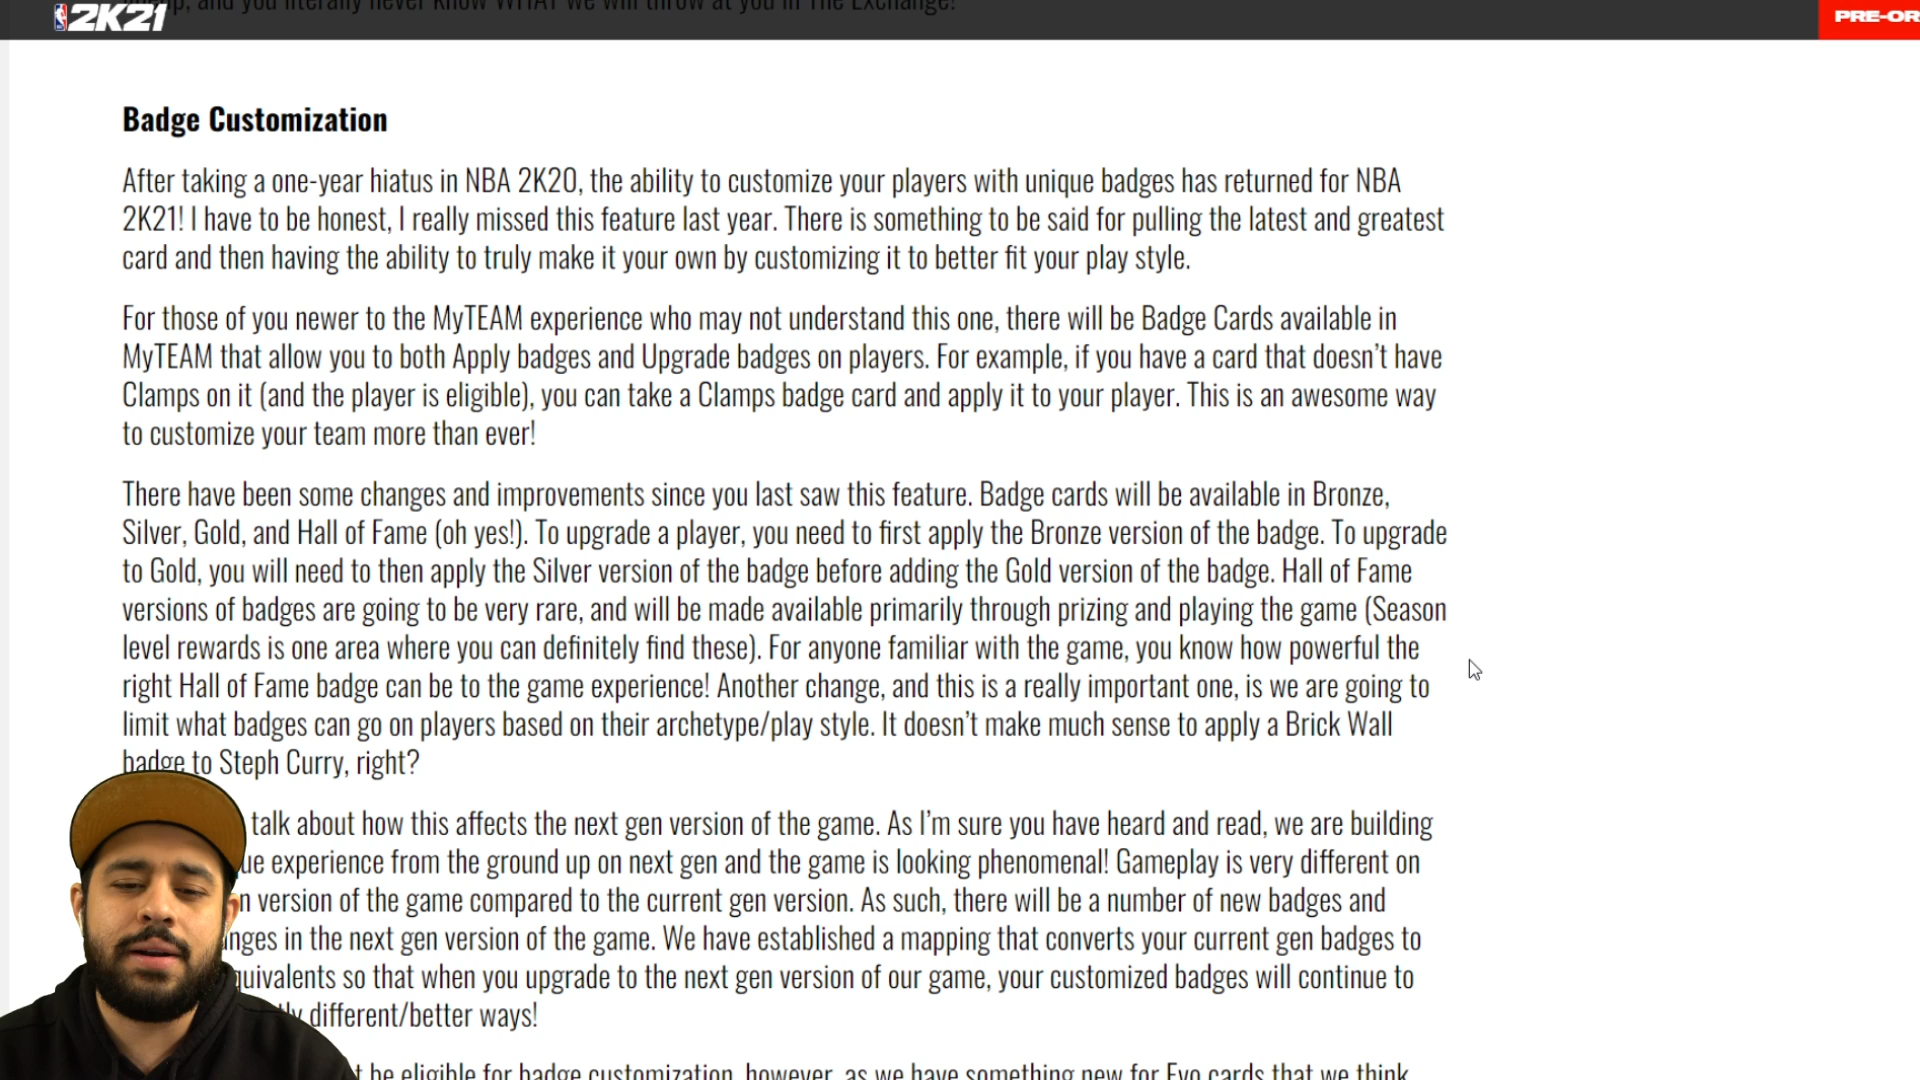 up, and you literally never know WHAT we will throw at you in The Exchange!
2K21
PRE-OR
Badge Customization
After taking a one-year hiatus in NBA 2K20, the ability to customize your players with unique badges has returned for NBA
2K21! I have to be honest, I really missed this feature last year. There is something to be said for pulling the latest and greatest
card and then having the ability to truly make it your own by customizing it to better fit your play style.
For those of you newer to the MyTEAM experience who may not understand this one, there will be Badge Cards available in
MyTEAM that allow you to both Apply badges and Upgrade badges on players. For example, if you have a card that doesn't have
Clamps on it (and the player is eligible), you can take a Clamps badge card and apply it to your player. This is an awesome way
to customize your team more than ever!
There have been some changes and improvements since you last saw this feature. Badge cards will be available in Bronze,
Silver, Gold, and Hall of Fame (oh yes!). To upgrade a player, you need to first apply the Bronze version of the badge. To upgrade
to Gold, you will need to then apply the Silver version of the badge before adding the Gold version of the badge. Hall of Fame
versions of badges are going to be very rare, and will be made available primarily through prizing and playing the game (Season
level rewards is one area where you can definitely find these). For anyone familiar with the game, you know how powerful the
right Hall of Fame badge can be to the game experience! Another change, and this is a really important one, is we are going to
limit what badges can go on players based on their archetype/play style. It doesn't make much sense to apply a Brick Wall
badge to Steph Curry, right?
talk about how this affects the next gen version of the game. As I'm sure you have heard and read, we are building
ue experience from the ground up on next gen and the game is looking phenomenal! Gameplay is very different on
n version of the game compared to the current gen version. As such, there will be a number of new badges and
nges in the next gen version of the game. We have established a mapping that converts your current gen badges to
quivalents so that when you upgrade to the next gen version of our game, your customized badges will continue to
ly different/better ways!
t be eligible for badge customization, however, as we have something new for Evo cards that we think